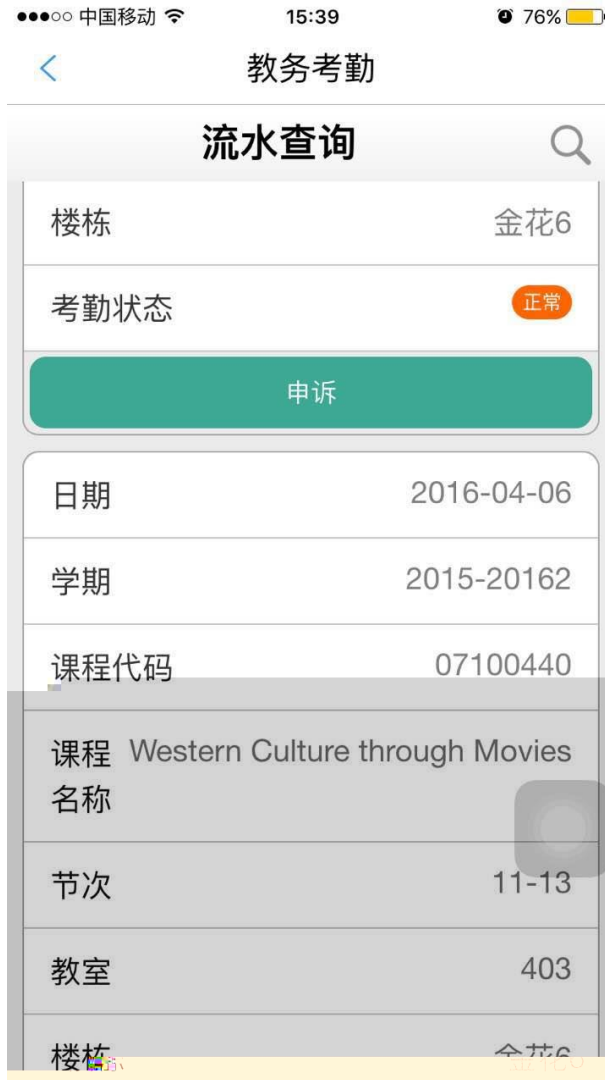 中国移动 15:39 76%
教务考勤
流水查询
楼栋 金花6
考勤状态 正常
申诉
日期 2016-04-06
学期 2015-20162
课程代码 07100440
课程 Western Culture through Movies
名称
节次 11-13
教室 403
楼栋 金花6